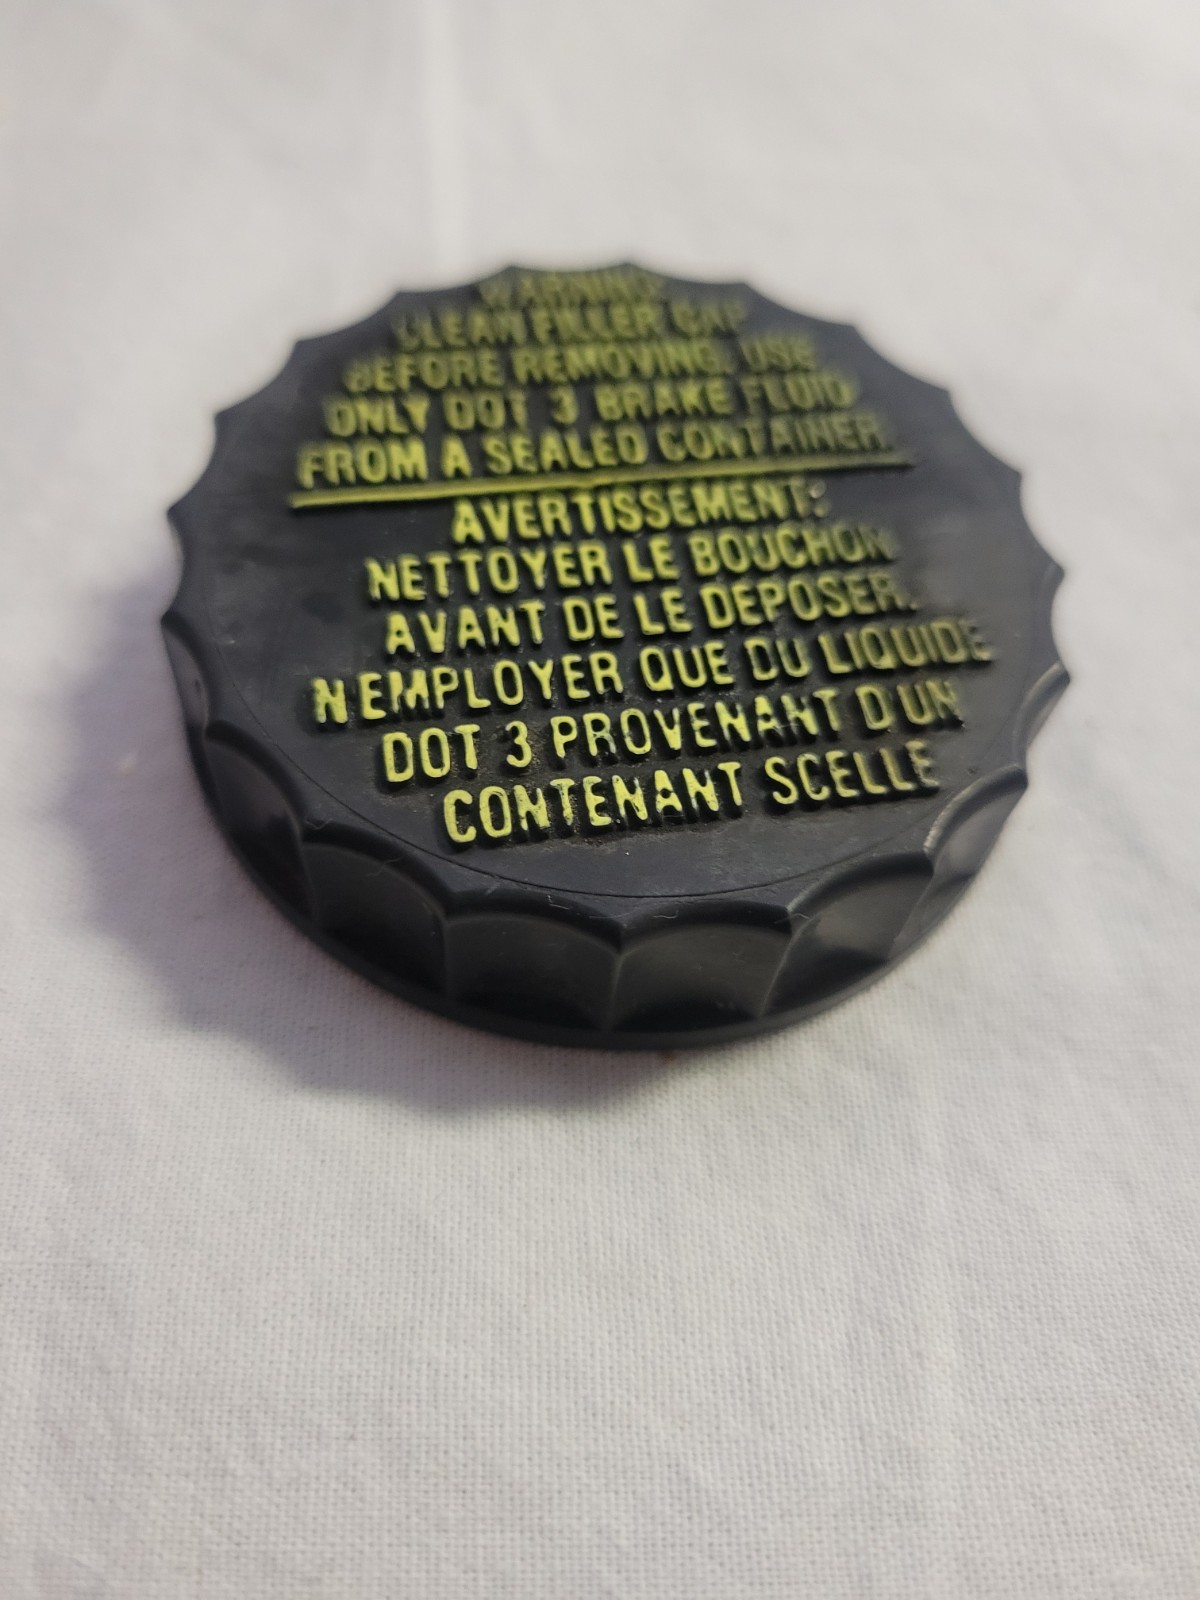 WARNING:
CLEAN FILLER CAP
BEFORE REMOVING. USE
ONLY DOT 3 BRAKE FLUID
FROM A SEALED CONTAINER.
AVERTISSEMENT:
NETTOYER LE BOUCHON
AVANT DE LE DEPOSER.
N EMPLOYER QUE DU LIQUIDE
DOT 3 PROVENANT D UN
CONTENANT SCELLE